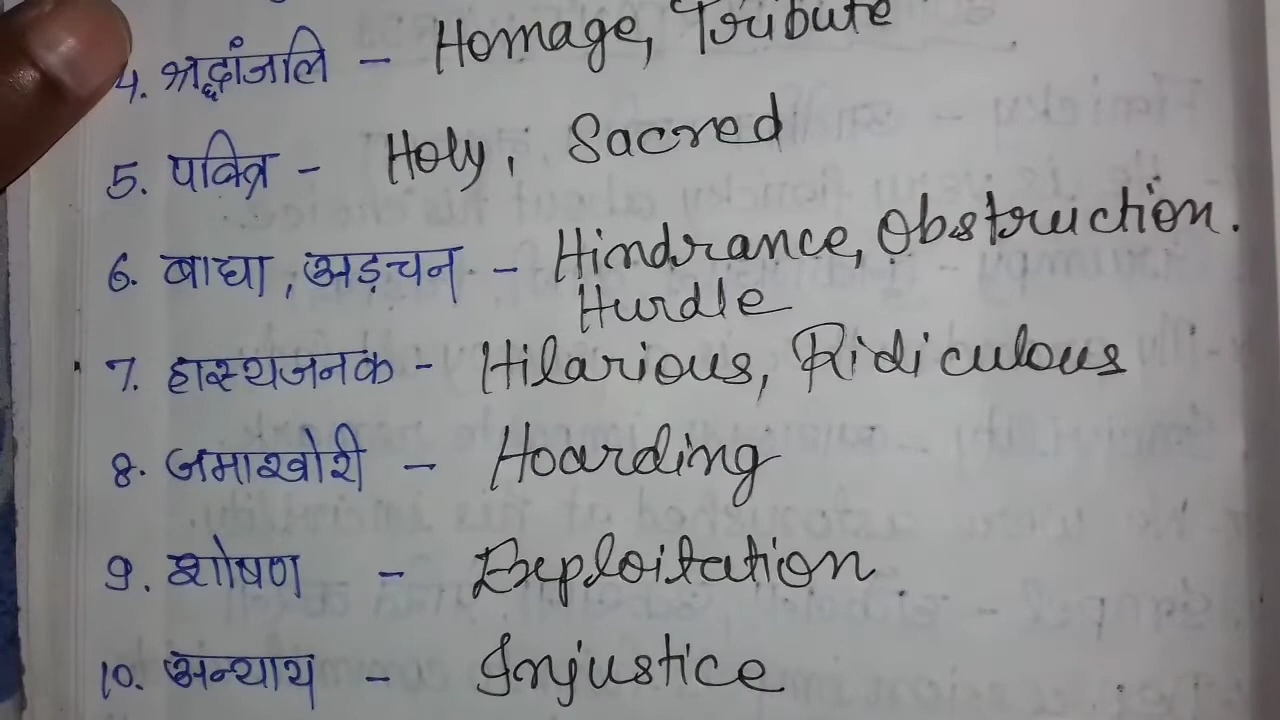 4. श्रद्धांजलि - Homage, Tribute
5. पवित्र - Holy, Sacred
6. बाधा, अड़चन - Hindrance, Obstruction.
Hurdle
7. हास्यजनक - Hilarious, Ridiculous
8. जमाखोरी - Hoarding
9. शोषण - Exploitation
10. अन्याय - Injustice